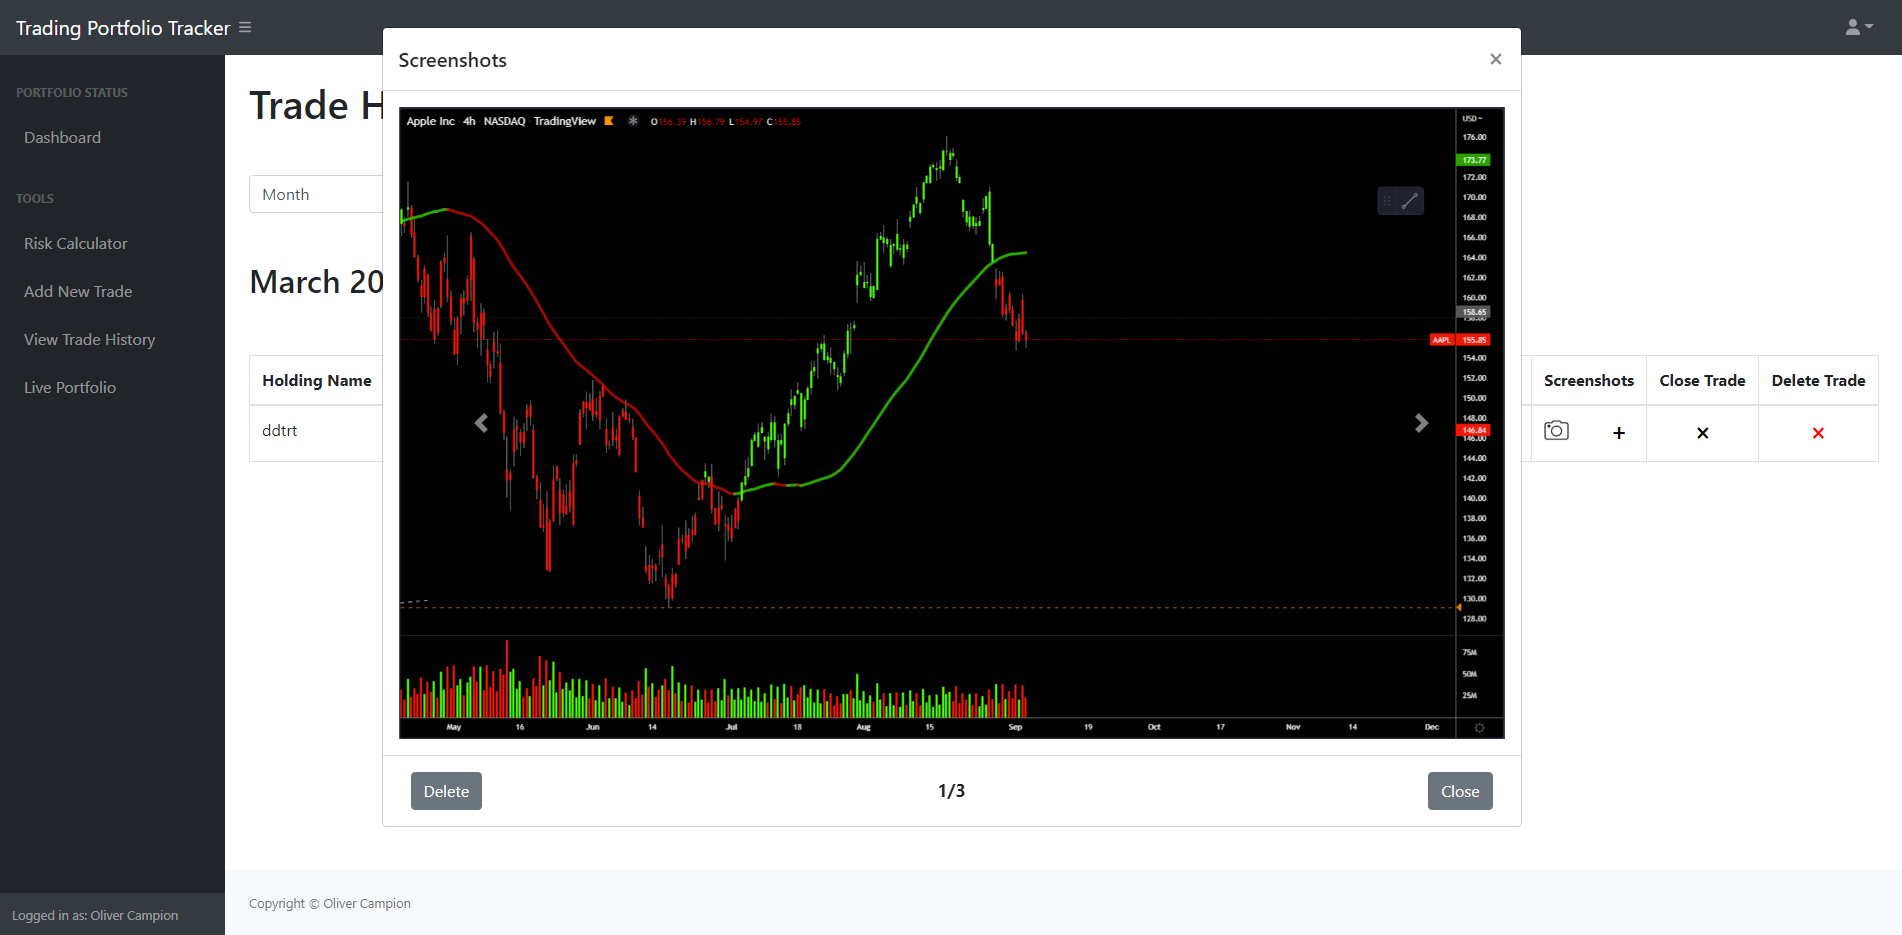 Trading Portfolio Tracker
PORTFOLIO STATUS
Dashboard
TOOLS
Risk Calculator
Add New Trade
View Trade History
Live Portfolio
Logged in as: Oliver Campion
Trade H
Month
March 20
Holding Name
ddtrt
Screenshots
×
Apple Inc · 4h · NASDAQ · TradingView O156.39 H156.79 L154.97 C155.85
USD
176.00
173.77
172.00
170.00
168.00
166.00
164.00
162.00
160.00
158.65
158.00
AAPL 155.85
154.00
152.00
150.00
148.00
146.84
146.00
144.00
142.00
140.00
138.00
136.00
134.00
132.00
130.00
128.00
75M
50M
25M
May 16 Jun 14 Jul 18 Aug 15 Sep 19 Oct 17 Nov 14 Dec
Delete 1/3 Close
Screenshots Close Trade Delete Trade
+ × ×
Copyright © Oliver Campion